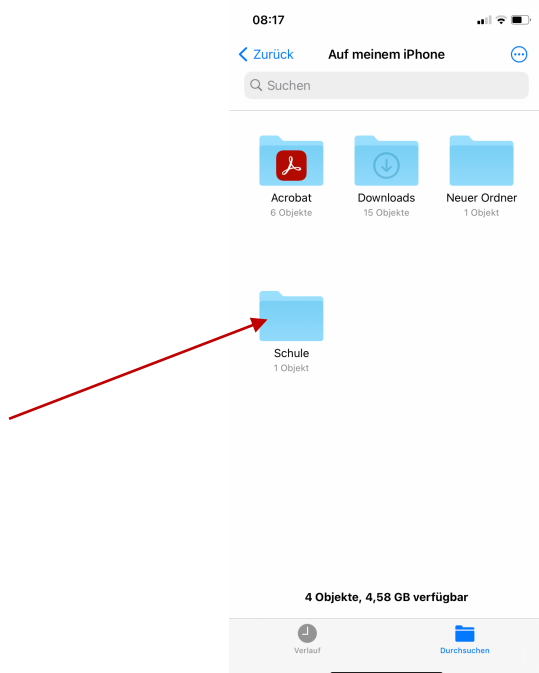 08:17
Zurück Auf meinem iPhone
Suchen
Acrobat Downloads Neuer Ordner
6 Objekte 15 Objekte 1 Objekt
Schule
1 Objekt
4 Objekte, 4,58 GB verfügbar
Verlauf Durchsuchen